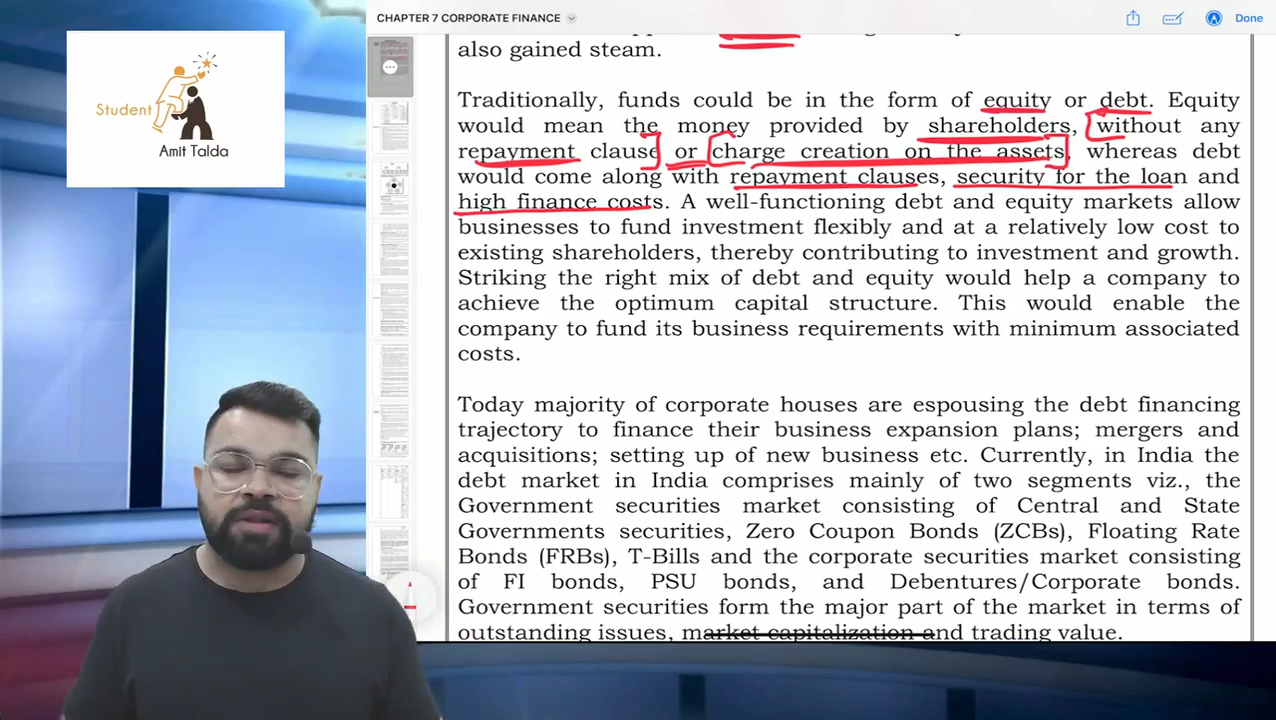 CHAPTER 7 CORPORATE FINANCE
Done
Student
Amit Talda
also gained steam.
Traditionally, funds could be in the form of equity or debt. Equity
would mean the money provided by shareholders, without any
repayment clause or charge creation on the assets, whereas debt
would come along with repayment clauses, security for the loan and
high finance costs. A well-functioning debt and equity markets allow
businesses to fund investment flexibly and at a relatively low cost to
existing shareholders, thereby contributing to investment and growth.
Striking the right mix of debt and equity would help company to
achieve the optimum capital structure. This would enable the
company to fund its business requirements with minimum associated
costs.
Today majority of corporate houses are espousing the debt financing
trajectory to finance their business expansion plans; mergers and
acquisitions; setting up of new business etc. Currently, in India the
debt market in India comprises mainly of two segments viz., the
Government securities market consisting of Central and State
Governments securities, Zero Coupon Bonds (ZCBs), Floating Rate
Bonds (FRBs), T-Bills and the corporate securities market consisting
of FI bonds, PSU bonds, and Debentures/Corporate bonds.
Government securities form the major part of the market in terms of
outstanding issues, market capitalization and trading value.